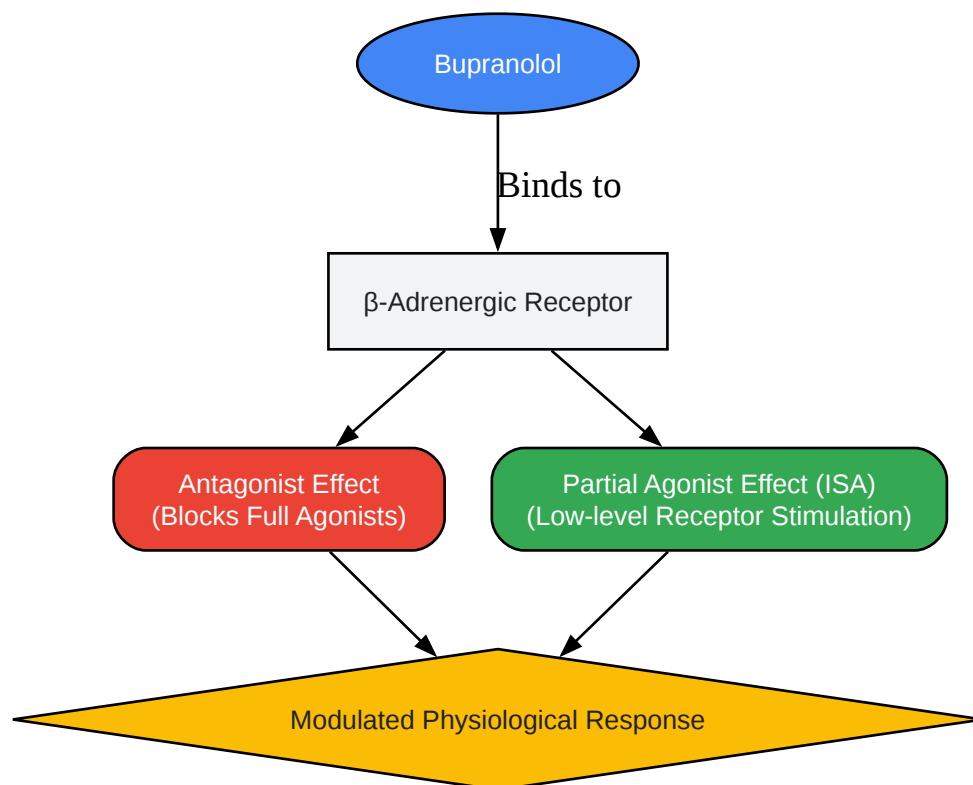 Bupranolol
Binds to
β-Adrenergic Receptor
Antagonist Effect
(Blocks Full Agonists)
Partial Agonist Effect (ISA)
(Low-level Receptor Stimulation)
Modulated Physiological Response